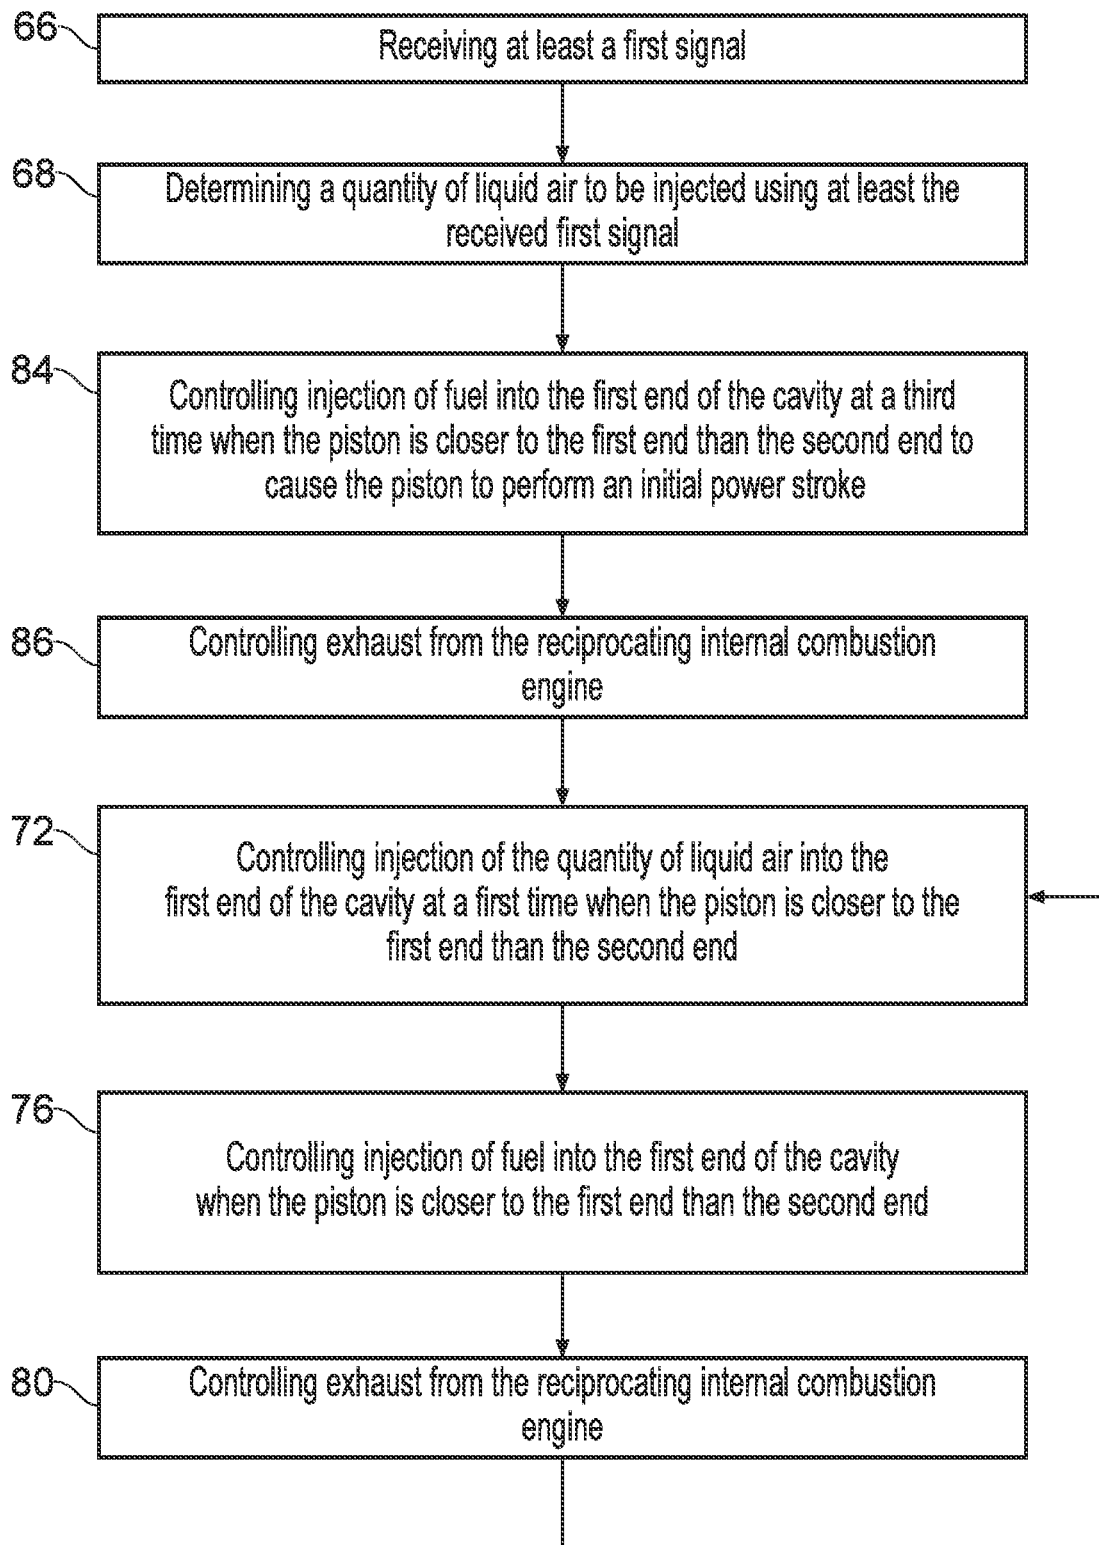 66
Receiving at least a first signal
68
Determining a quantity of liquid air to be injected using at least the
received first signal
84
Controlling injection of fuel into the first end of the cavity at a third
time when the piston is closer to the first end than the second end to
cause the piston to perform an initial power stroke
86
Controlling exhaust from the reciprocating internal combustion
engine
72
Controlling injection of the quantity of liquid air into the
first end of the cavity at a first time when the piston is closer to the
first end than the second end
76
Controlling injection of fuel into the first end of the cavity
when the piston is closer to the first end than the second end
80
Controlling exhaust from the reciprocating internal combustion
engine